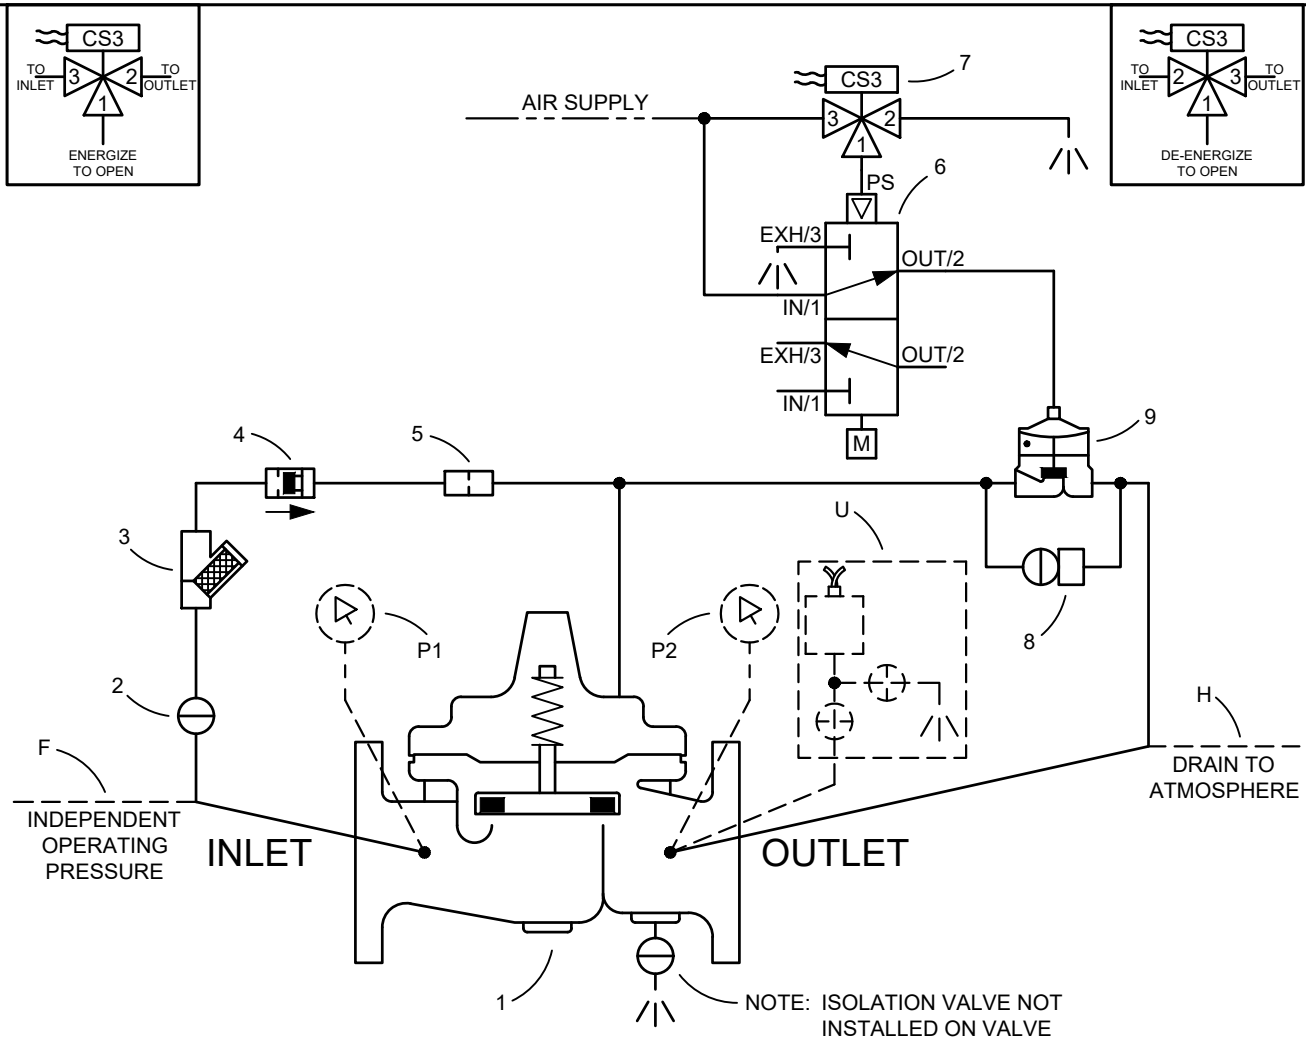 CS3
TO INLET
3
2
TO OUTLET
1
ENERGIZE
TO OPEN
CS3
TO INLET
2
3
TO OUTLET
1
DE-ENERGIZE
TO OPEN
AIR SUPPLY
CS3
7
3
2
1
PS
6
EXH/3
OUT/2
IN/1
EXH/3
OUT/2
IN/1
M
9
4
5
U
3
8
P1
P2
2
H
F
DRAIN TO
ATMOSPHERE
INDEPENDENT
OPERATING
PRESSURE
INLET
OUTLET
1
NOTE: ISOLATION VALVE NOT
INSTALLED ON VALVE